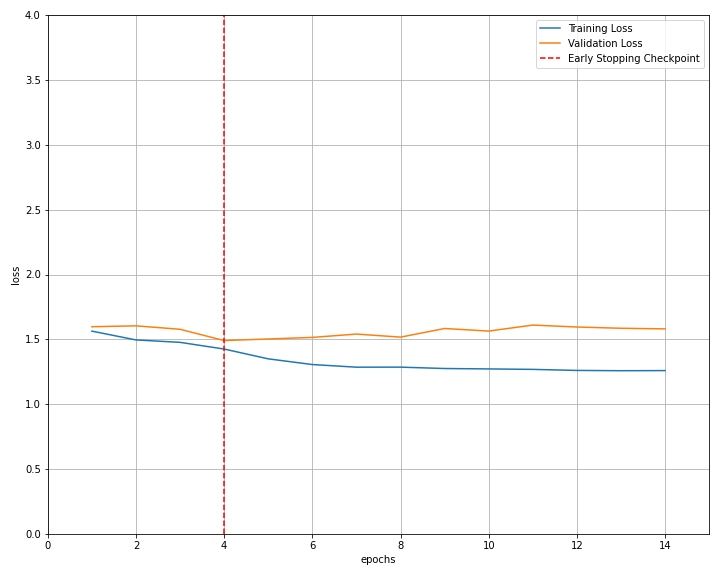 4.0
3.5
3.0
2.5
2.0
1.5
1.0
0.5
0.0
loss
0 2 4 6 8 10 12 14
epochs
Training Loss
Validation Loss
Early Stopping Checkpoint